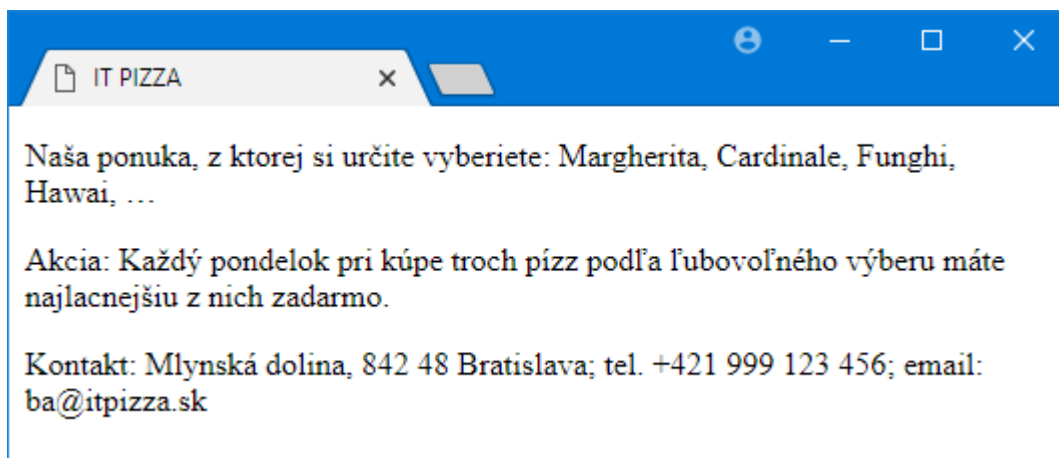 IT PIZZA
Naša ponuka, z ktorej si určite vyberiete: Margherita, Cardinale, Funghi,
Hawai, …
Akcia: Každý pondelok pri kúpe troch pízz podľa ľubovoľného výberu máte
najlacnejšiu z nich zadarmo.
Kontakt: Mlynská dolina, 842 48 Bratislava; tel. +421 999 123 456; email:
ba@itpizza.sk